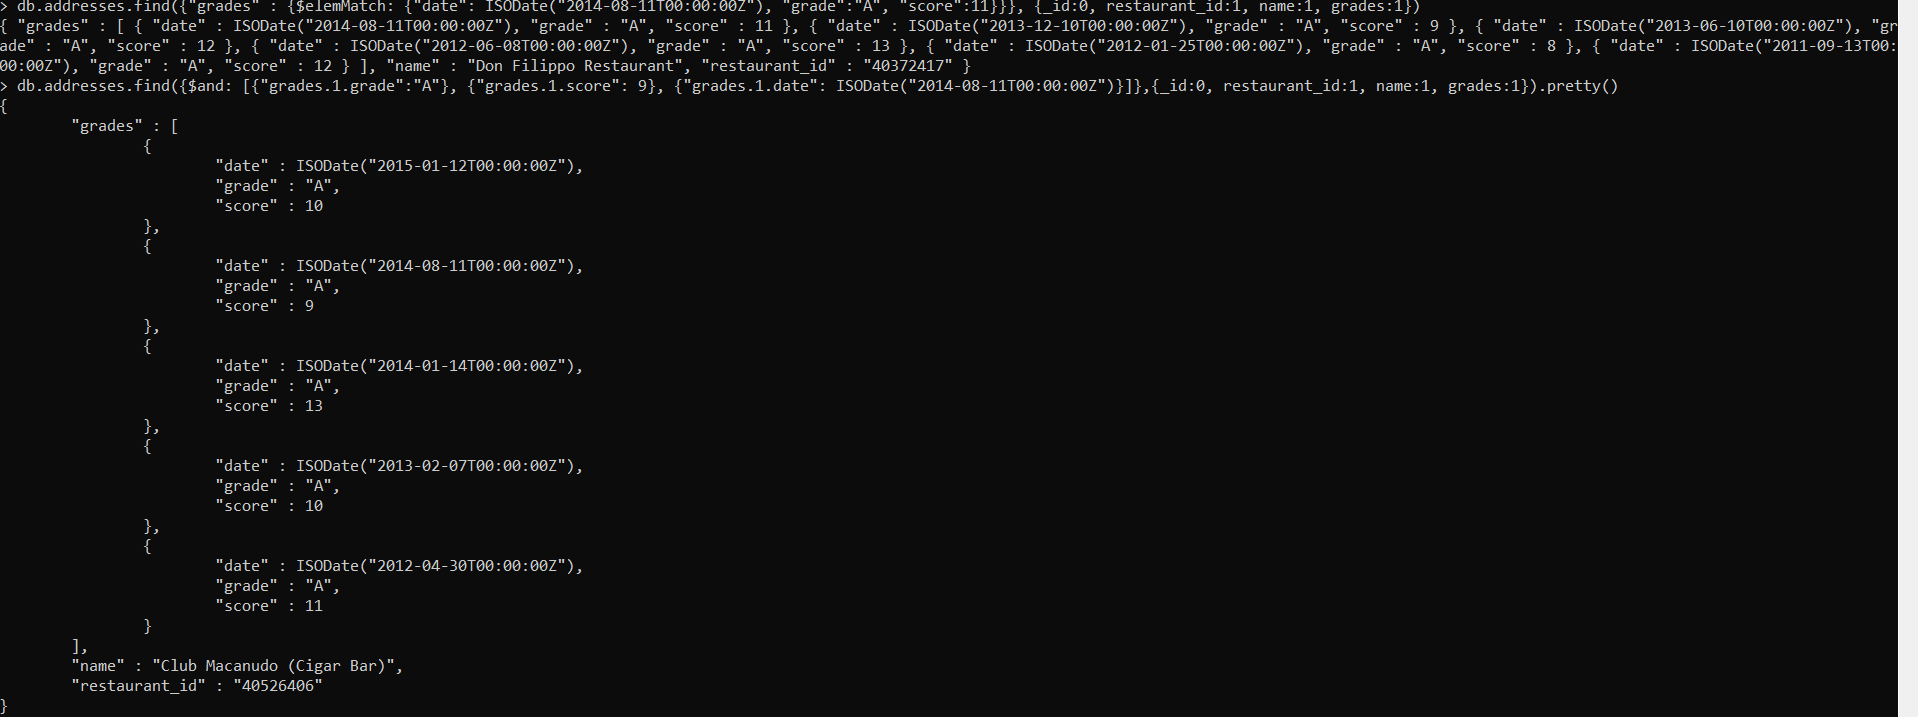 > db.addresses.find({"grades" : {$elemMatch: {"date": ISODate("2014-08-11T00:00:00Z"), "grade":"A", "score":11}}}, {_id:0, restaurant_id:1, name:1, grades:1})
{ "grades" : [ { "date" : ISODate("2014-08-11T00:00:00Z"), "grade" : "A", "score" : 11 }, { "date" : ISODate("2013-12-10T00:00:00Z"), "grade" : "A", "score" : 9 }, { "date" : ISODate("2013-06-10T00:00:00Z"), "gr
ade" : "A", "score" : 12 }, { "date" : ISODate("2012-06-08T00:00:00Z"), "grade" : "A", "score" : 13 }, { "date" : ISODate("2012-01-25T00:00:00Z"), "grade" : "A", "score" : 8 }, { "date" : ISODate("2011-09-13T00:
00:00Z"), "grade" : "A", "score" : 12 } ], "name" : "Don Filippo Restaurant", "restaurant_id" : "40372417" }
> db.addresses.find({$and: [{"grades.1.grade":"A"}, {"grades.1.score": 9}, {"grades.1.date": ISODate("2014-08-11T00:00:00Z")}]},{_id:0, restaurant_id:1, name:1, grades:1}).pretty()
{
        "grades" : [
                {
                        "date" : ISODate("2015-01-12T00:00:00Z"),
                        "grade" : "A",
                        "score" : 10
                },
                {
                        "date" : ISODate("2014-08-11T00:00:00Z"),
                        "grade" : "A",
                        "score" : 9
                },
                {
                        "date" : ISODate("2014-01-14T00:00:00Z"),
                        "grade" : "A",
                        "score" : 13
                },
                {
                        "date" : ISODate("2013-02-07T00:00:00Z"),
                        "grade" : "A",
                        "score" : 10
                },
                {
                        "date" : ISODate("2012-04-30T00:00:00Z"),
                        "grade" : "A",
                        "score" : 11
                }
        ],
        "name" : "Club Macanudo (Cigar Bar)",
        "restaurant_id" : "40526406"
}